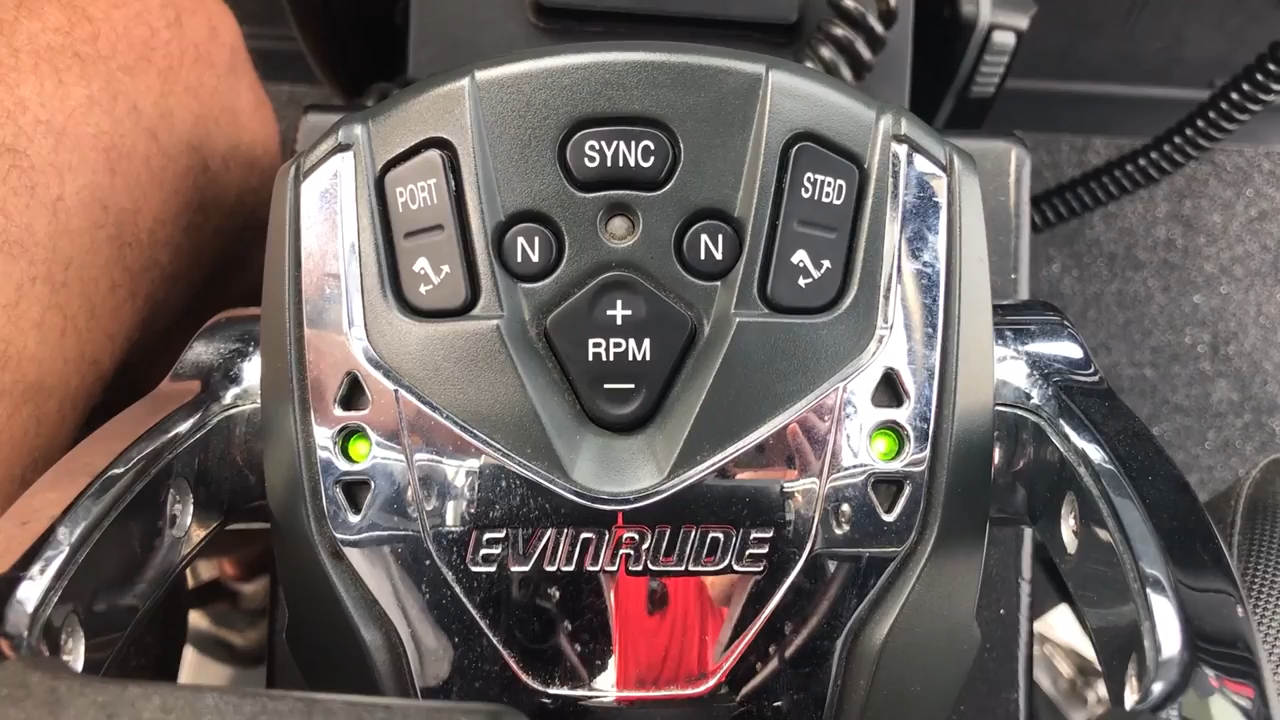 SYNC
PORT
STBD
N
N
+
RPM
−
EVINRUDE